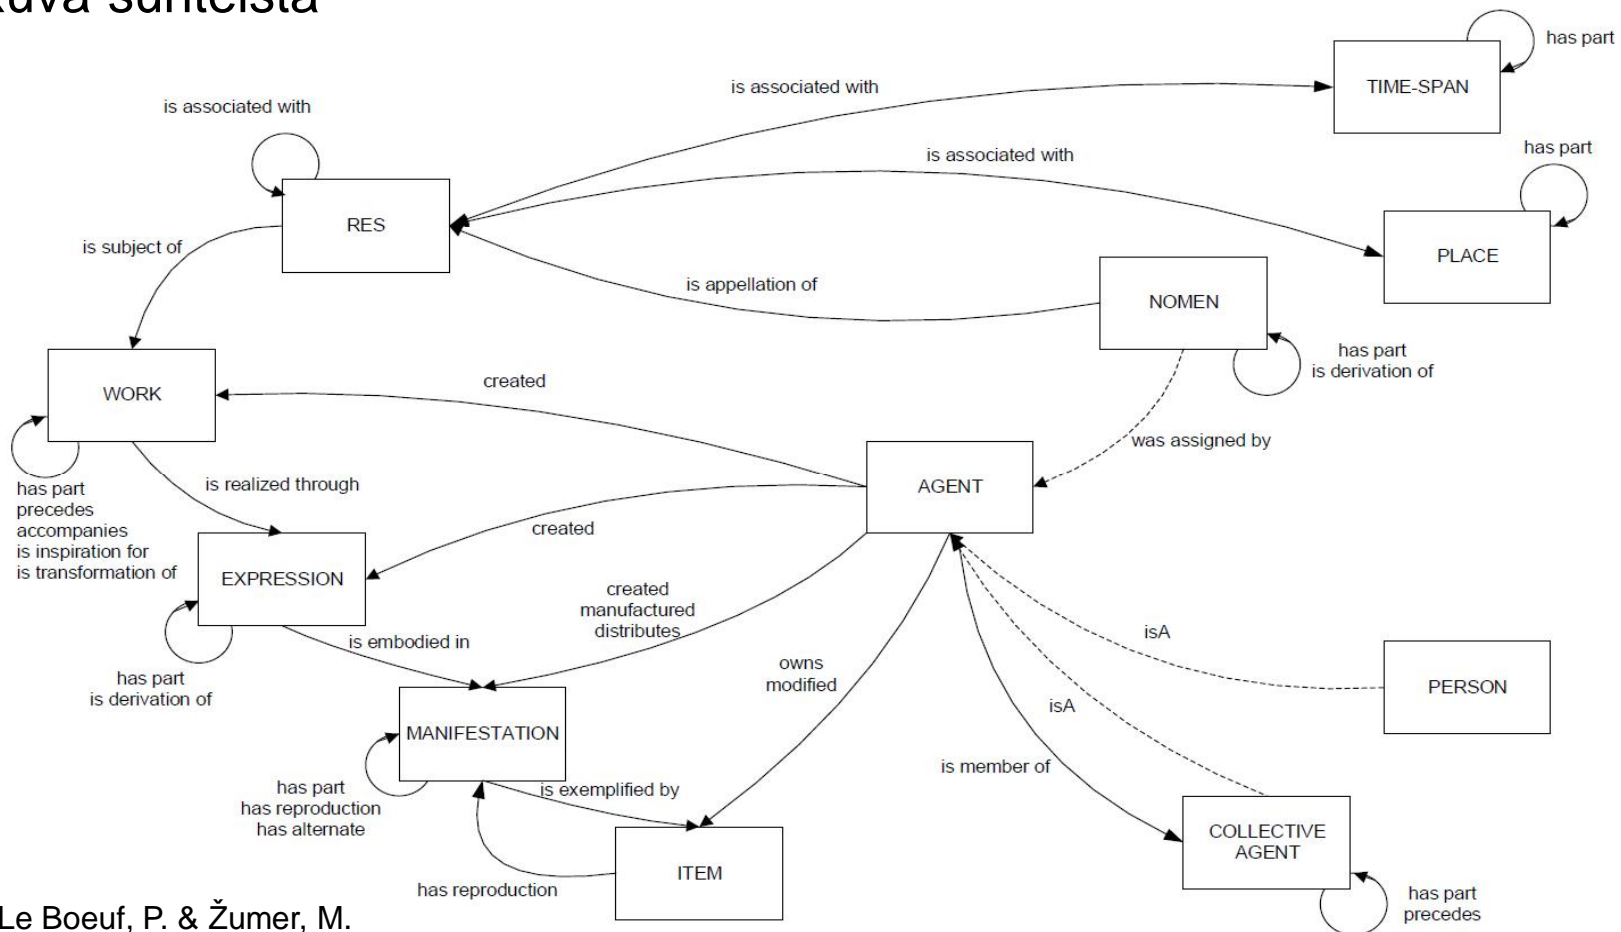 kuva suhteista
has part
is associated with
TIME-SPAN
is associated with
is associated with
has part
RES
is subject of
PLACE
is appellation of
NOMEN
has part
is derivation of
created
WORK
was assigned by
has part
precedes
accompanies
is inspiration for
is transformation of
is realized through
AGENT
created
EXPRESSION
created
manufactured
distributes
is embodied in
has part
is derivation of
owns
modified
isA
PERSON
isA
MANIFESTATION
is member of
has part
has reproduction
has alternate
is exemplified by
COLLECTIVE
AGENT
ITEM
has reproduction
has part
precedes
Le Boeuf, P. & Žumer, M.